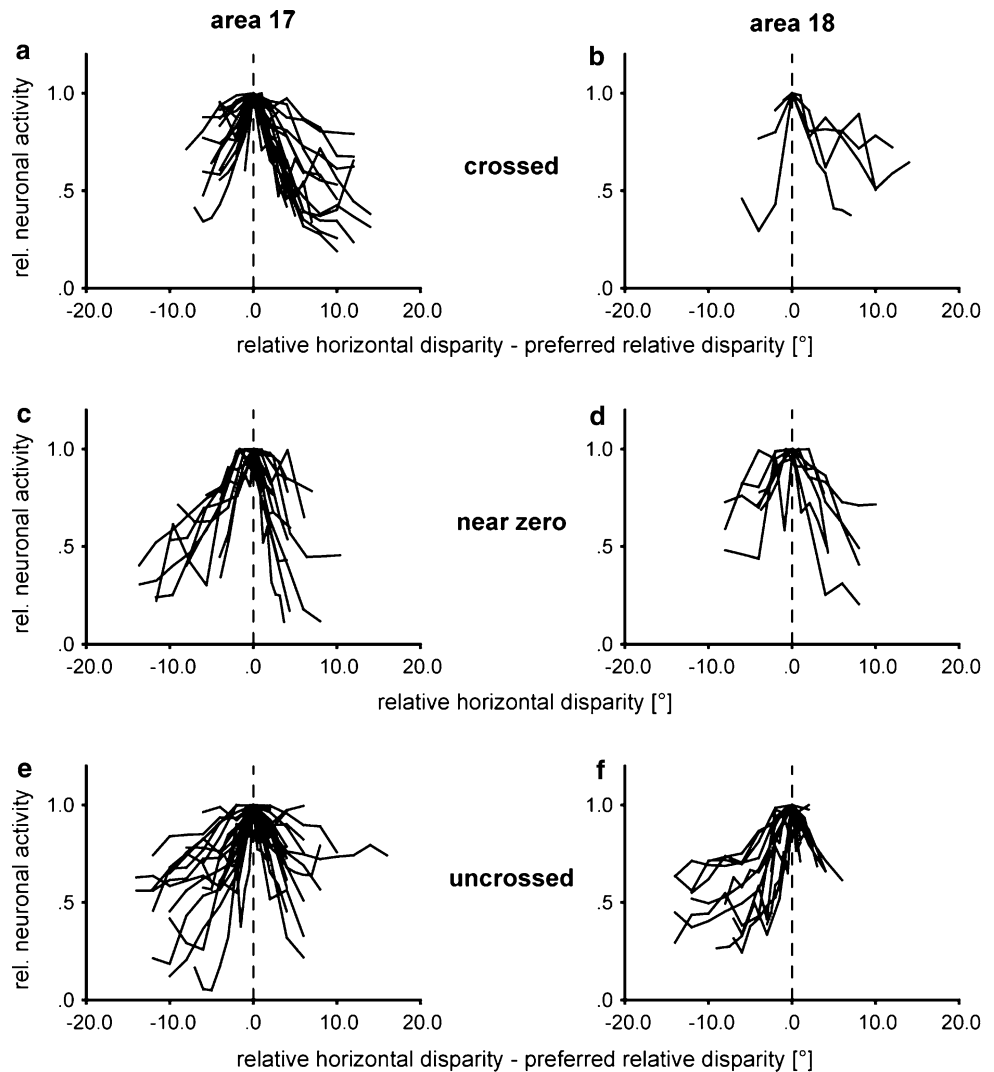 area 17
area 18
a
b
rel. neuronal activity
1.0
.5
.0
-20.0 -10.0 .0 10.0 20.0
crossed
1.0
.5
.0
-20.0 -10.0 .0 10.0 20.0
relative horizontal disparity - preferred relative disparity [°]
c
d
rel. neuronal activity
1.0
.5
.0
-20.0 -10.0 .0 10.0 20.0
near zero
1.0
.5
.0
-20.0 -10.0 .0 10.0 20.0
relative horizontal disparity [°]
e
f
rel. neuronal activity
1.0
.5
.0
-20.0 -10.0 .0 10.0 20.0
uncrossed
1.0
.5
.0
-20.0 -10.0 .0 10.0 20.0
relative horizontal disparity - preferred relative disparity [°]